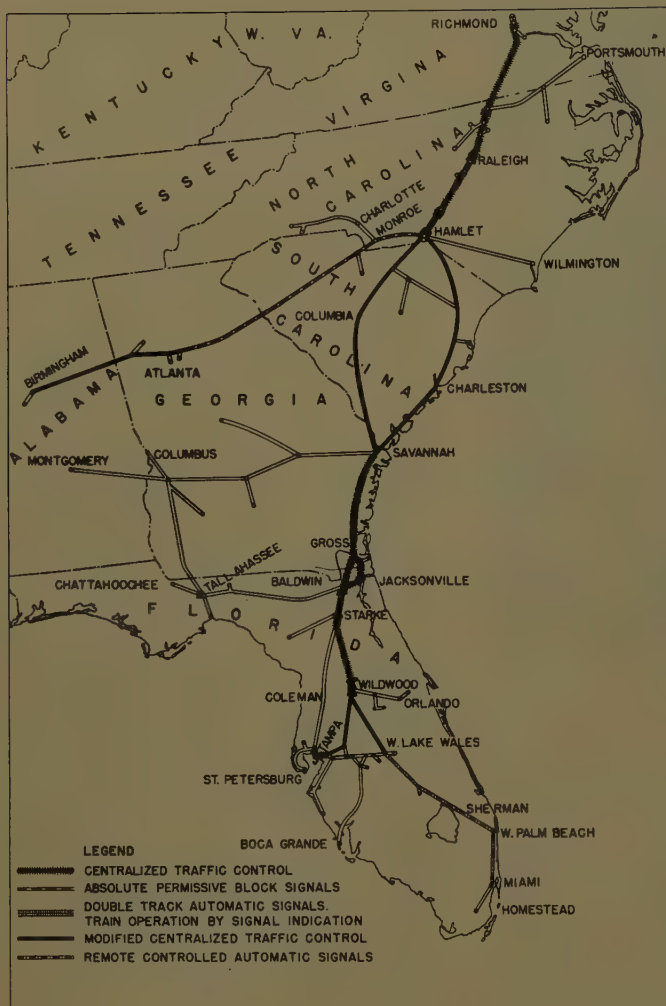 RICHMOND
KENTUCKY
W. VA.
PORTSMOUTH
VIRGINA
TENNESSEE
NORTH
CAROLINA
RALEIGH
CHARLOTTE
MONROE
HAMLET
SOUTH
CAROLINA
WILMINGTON
COLUMBIA
BIRMINGHAM
ATLANTA
ALABAMA
GEORGIA
CHARLESTON
MONTGOMERY
COLUMBUS
SAVANNAH
GROSS
CHATTAHOOCHEE
TALLAHASSEE
BALDWIN
JACKSONVILLE
FLORIDA
STARKE
COLEMAN
WILDWOOD
ORLANDO
TAMPA
W. LAKE WALES
ST. PETERSBURG
SHERMAN
BOCA GRANDE
W. PALM BEACH
MIAMI
HOMESTEAD
LEGEND
CENTRALIZED TRAFFIC CONTROL
ABSOLUTE PERMISSIVE BLOCK SIGNALS
DOUBLE TRACK AUTOMATIC SIGNALS.
TRAIN OPERATION BY SIGNAL INDICATION
MODIFIED CENTRALIZED TRAFFIC CONTROL
REMOTE CONTROLLED AUTOMATIC SIGNALS